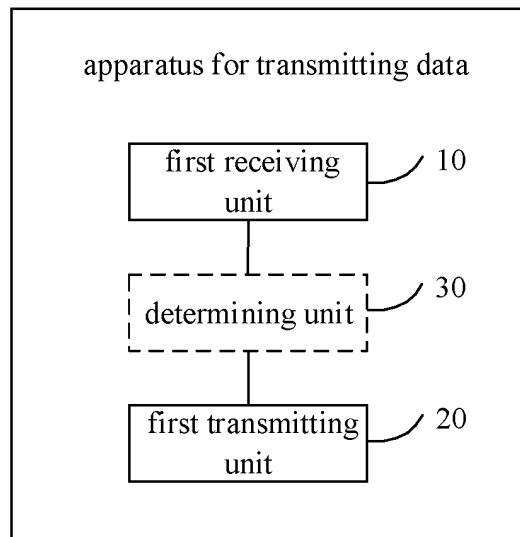 apparatus for transmitting data
first receiving
unit
10
determining unit
30
first transmitting
unit
20